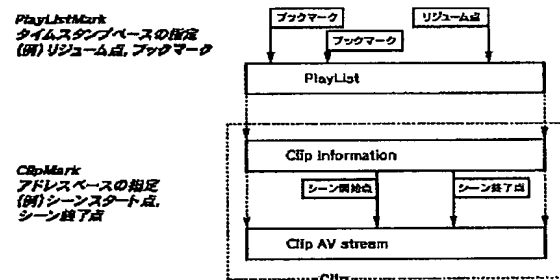 PlayListMark
タイムスタンプベースの指定
(例)リジューム点,ブックマーク
ブックマーク
ブックマーク
リジューム点
PlayList
ClipMark
アドレスベースの指定
(例)シーンスタート点,
シーン終了点
Clip Information
シーン開始点
シーン終了点
Clip AV stream
Clip